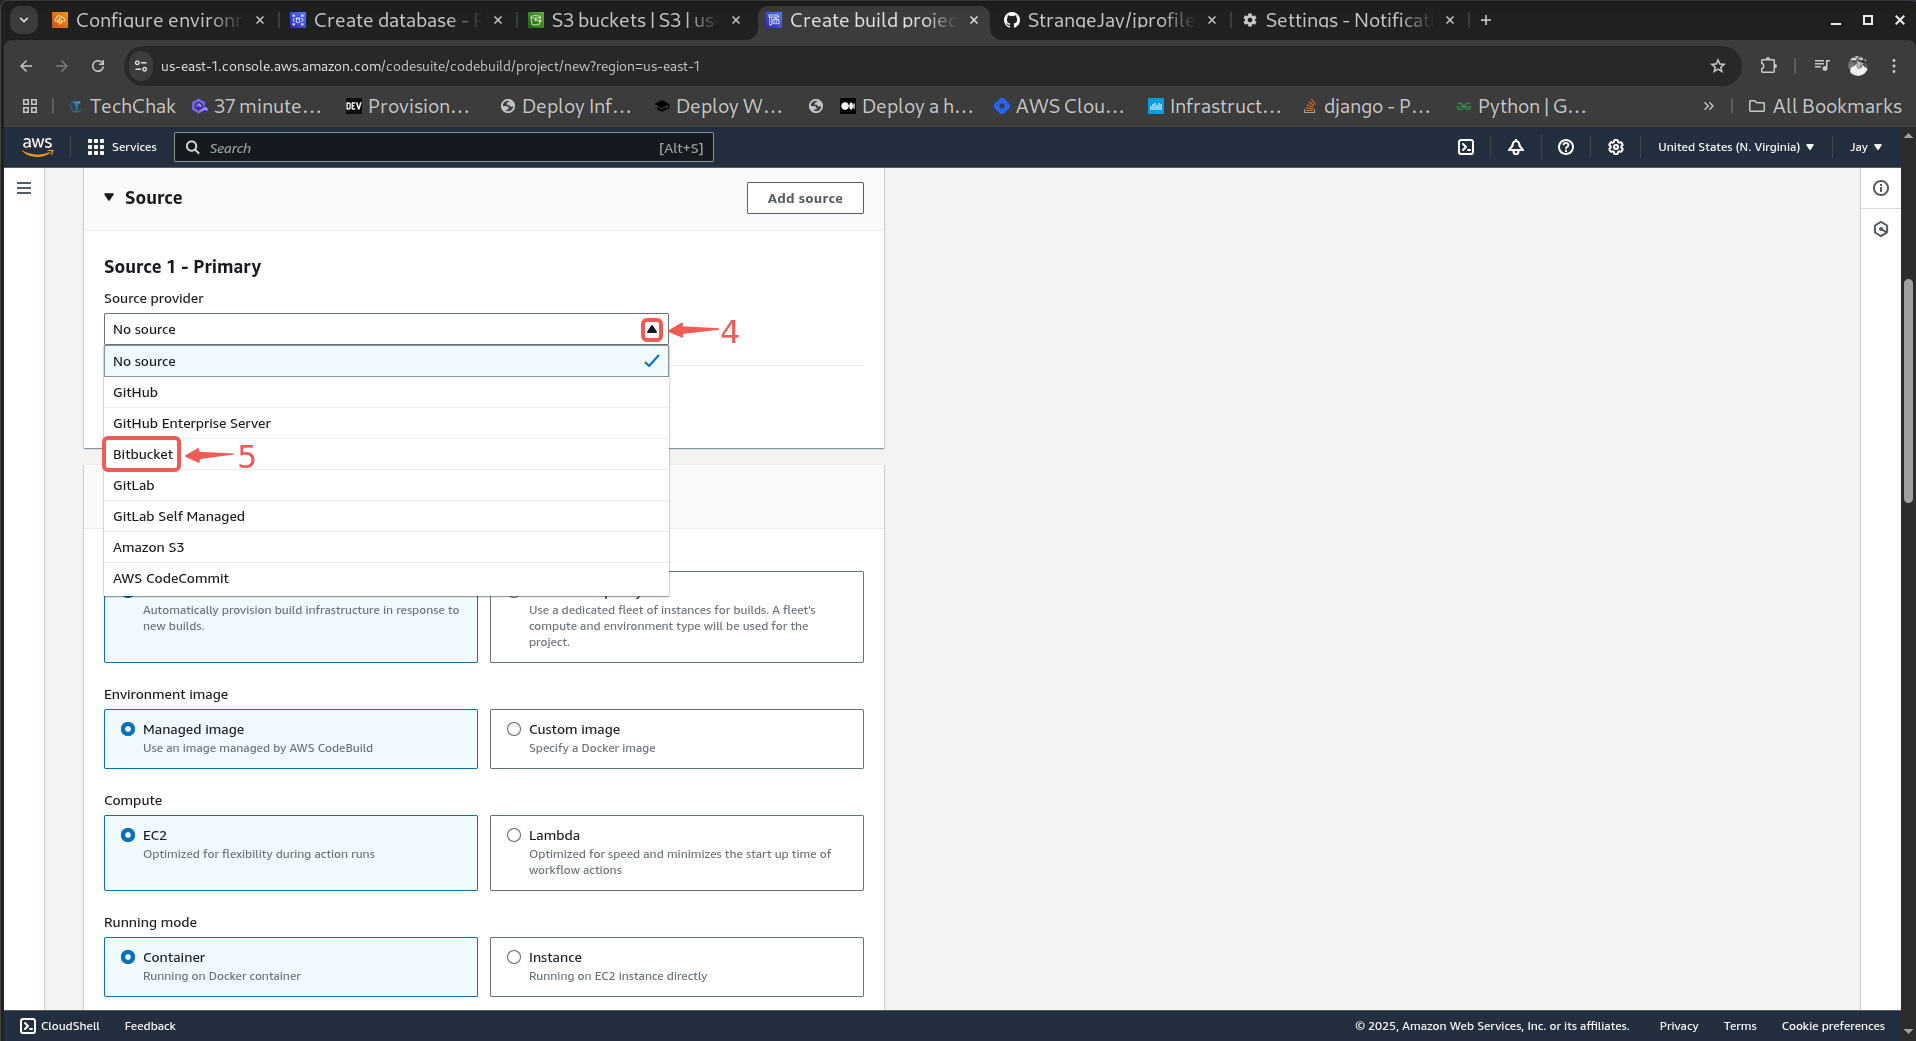 Configure environm
Create database - R
S3 buckets | S3 | us-
Create build projec
StrangeJay/jprofile
Settings - Notificat
us-east-1.console.aws.amazon.com/codesuite/codebuild/project/new?region=us-east-1
TechChak
37 minute...
DEV Provision...
Deploy Inf...
Deploy W...
Deploy a h...
AWS Clou...
Infrastruct...
django - P...
Python | G...
All Bookmarks
aws
Services
Search
[Alt+S]
United States (N. Virginia)
Jay
Source
Add source
Source 1 - Primary
Source provider
No source
4
No source
GitHub
GitHub Enterprise Server
Bitbucket
5
GitLab
GitLab Self Managed
Amazon S3
AWS CodeCommit
Automatically provision build infrastructure in response to
new builds.
Use a dedicated fleet of instances for builds. A fleet's
compute and environment type will be used for the
project.
Environment image
Managed image
Use an image managed by AWS CodeBuild
Custom image
Specify a Docker image
Compute
EC2
Optimized for flexibility during action runs
Lambda
Optimized for speed and minimizes the start up time of
workflow actions
Running mode
Container
Running on Docker container
Instance
Running on EC2 instance directly
CloudShell
Feedback
© 2025, Amazon Web Services, Inc. or its affiliates.
Privacy
Terms
Cookie preferences